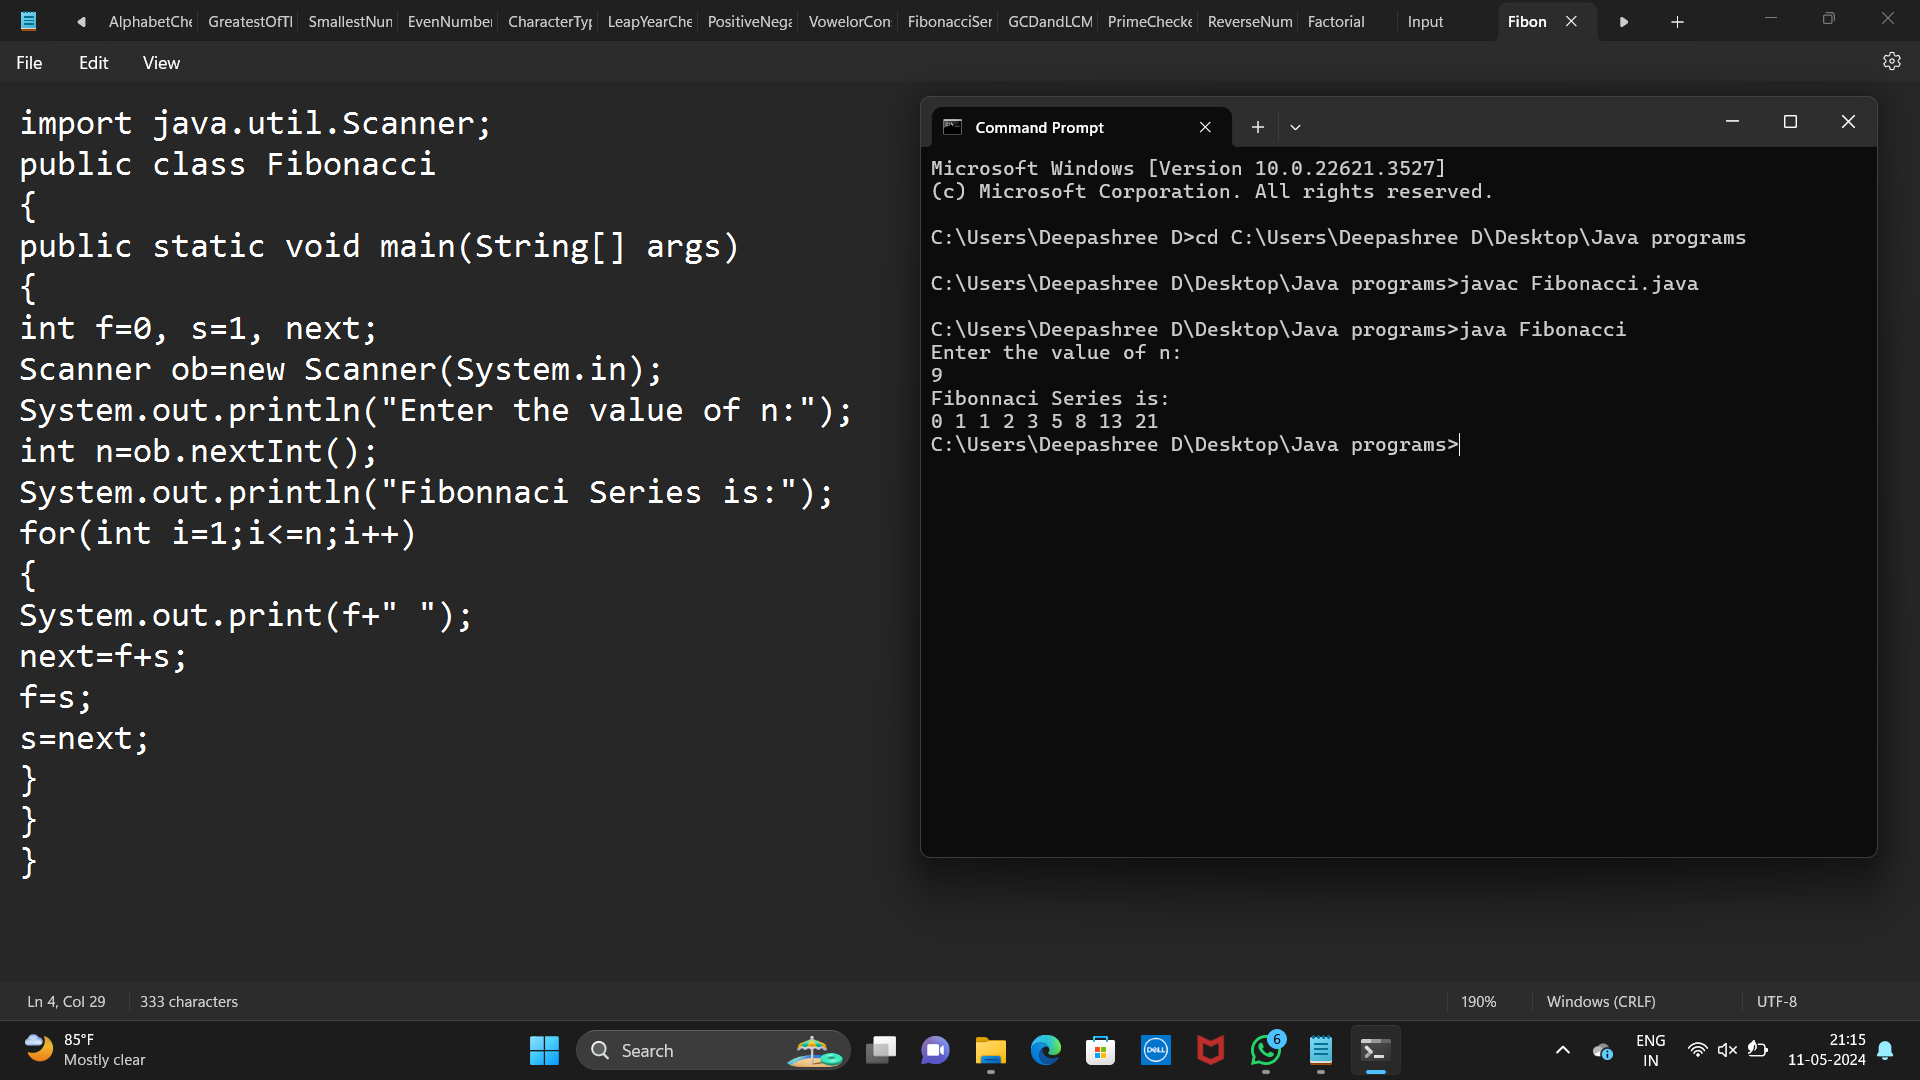 AlphabetChe GreatestOfTl SmallestNun EvenNumber CharacterTyp LeapYearChe PositiveNega VowelorCon FibonacciSer GCDandLCM PrimeChecke ReverseNum Factorial Input Fibon
File Edit View
import java.util.Scanner;
public class Fibonacci
{
public static void main(String[] args)
{
int f=0, s=1, next;
Scanner ob=new Scanner(System.in);
System.out.println("Enter the value of n:");
int n=ob.nextInt();
System.out.println("Fibonnaci Series is:");
for(int i=1;i<=n;i++)
{
System.out.print(f+" ");
next=f+s;
f=s;
s=next;
}
}
}
Command Prompt
Microsoft Windows [Version 10.0.22621.3527]
(c) Microsoft Corporation. All rights reserved.
C:\Users\Deepashree D>cd C:\Users\Deepashree D\Desktop\Java programs
C:\Users\Deepashree D\Desktop\Java programs>javac Fibonacci.java
C:\Users\Deepashree D\Desktop\Java programs>java Fibonacci
Enter the value of n:
9
Fibonnaci Series is:
0 1 1 2 3 5 8 13 21
C:\Users\Deepashree D\Desktop\Java programs>
Ln 4, Col 29 333 characters 190% Windows (CRLF) UTF-8
85°F
Mostly clear
Search
DELL
6
ENG
IN
21:15
11-05-2024